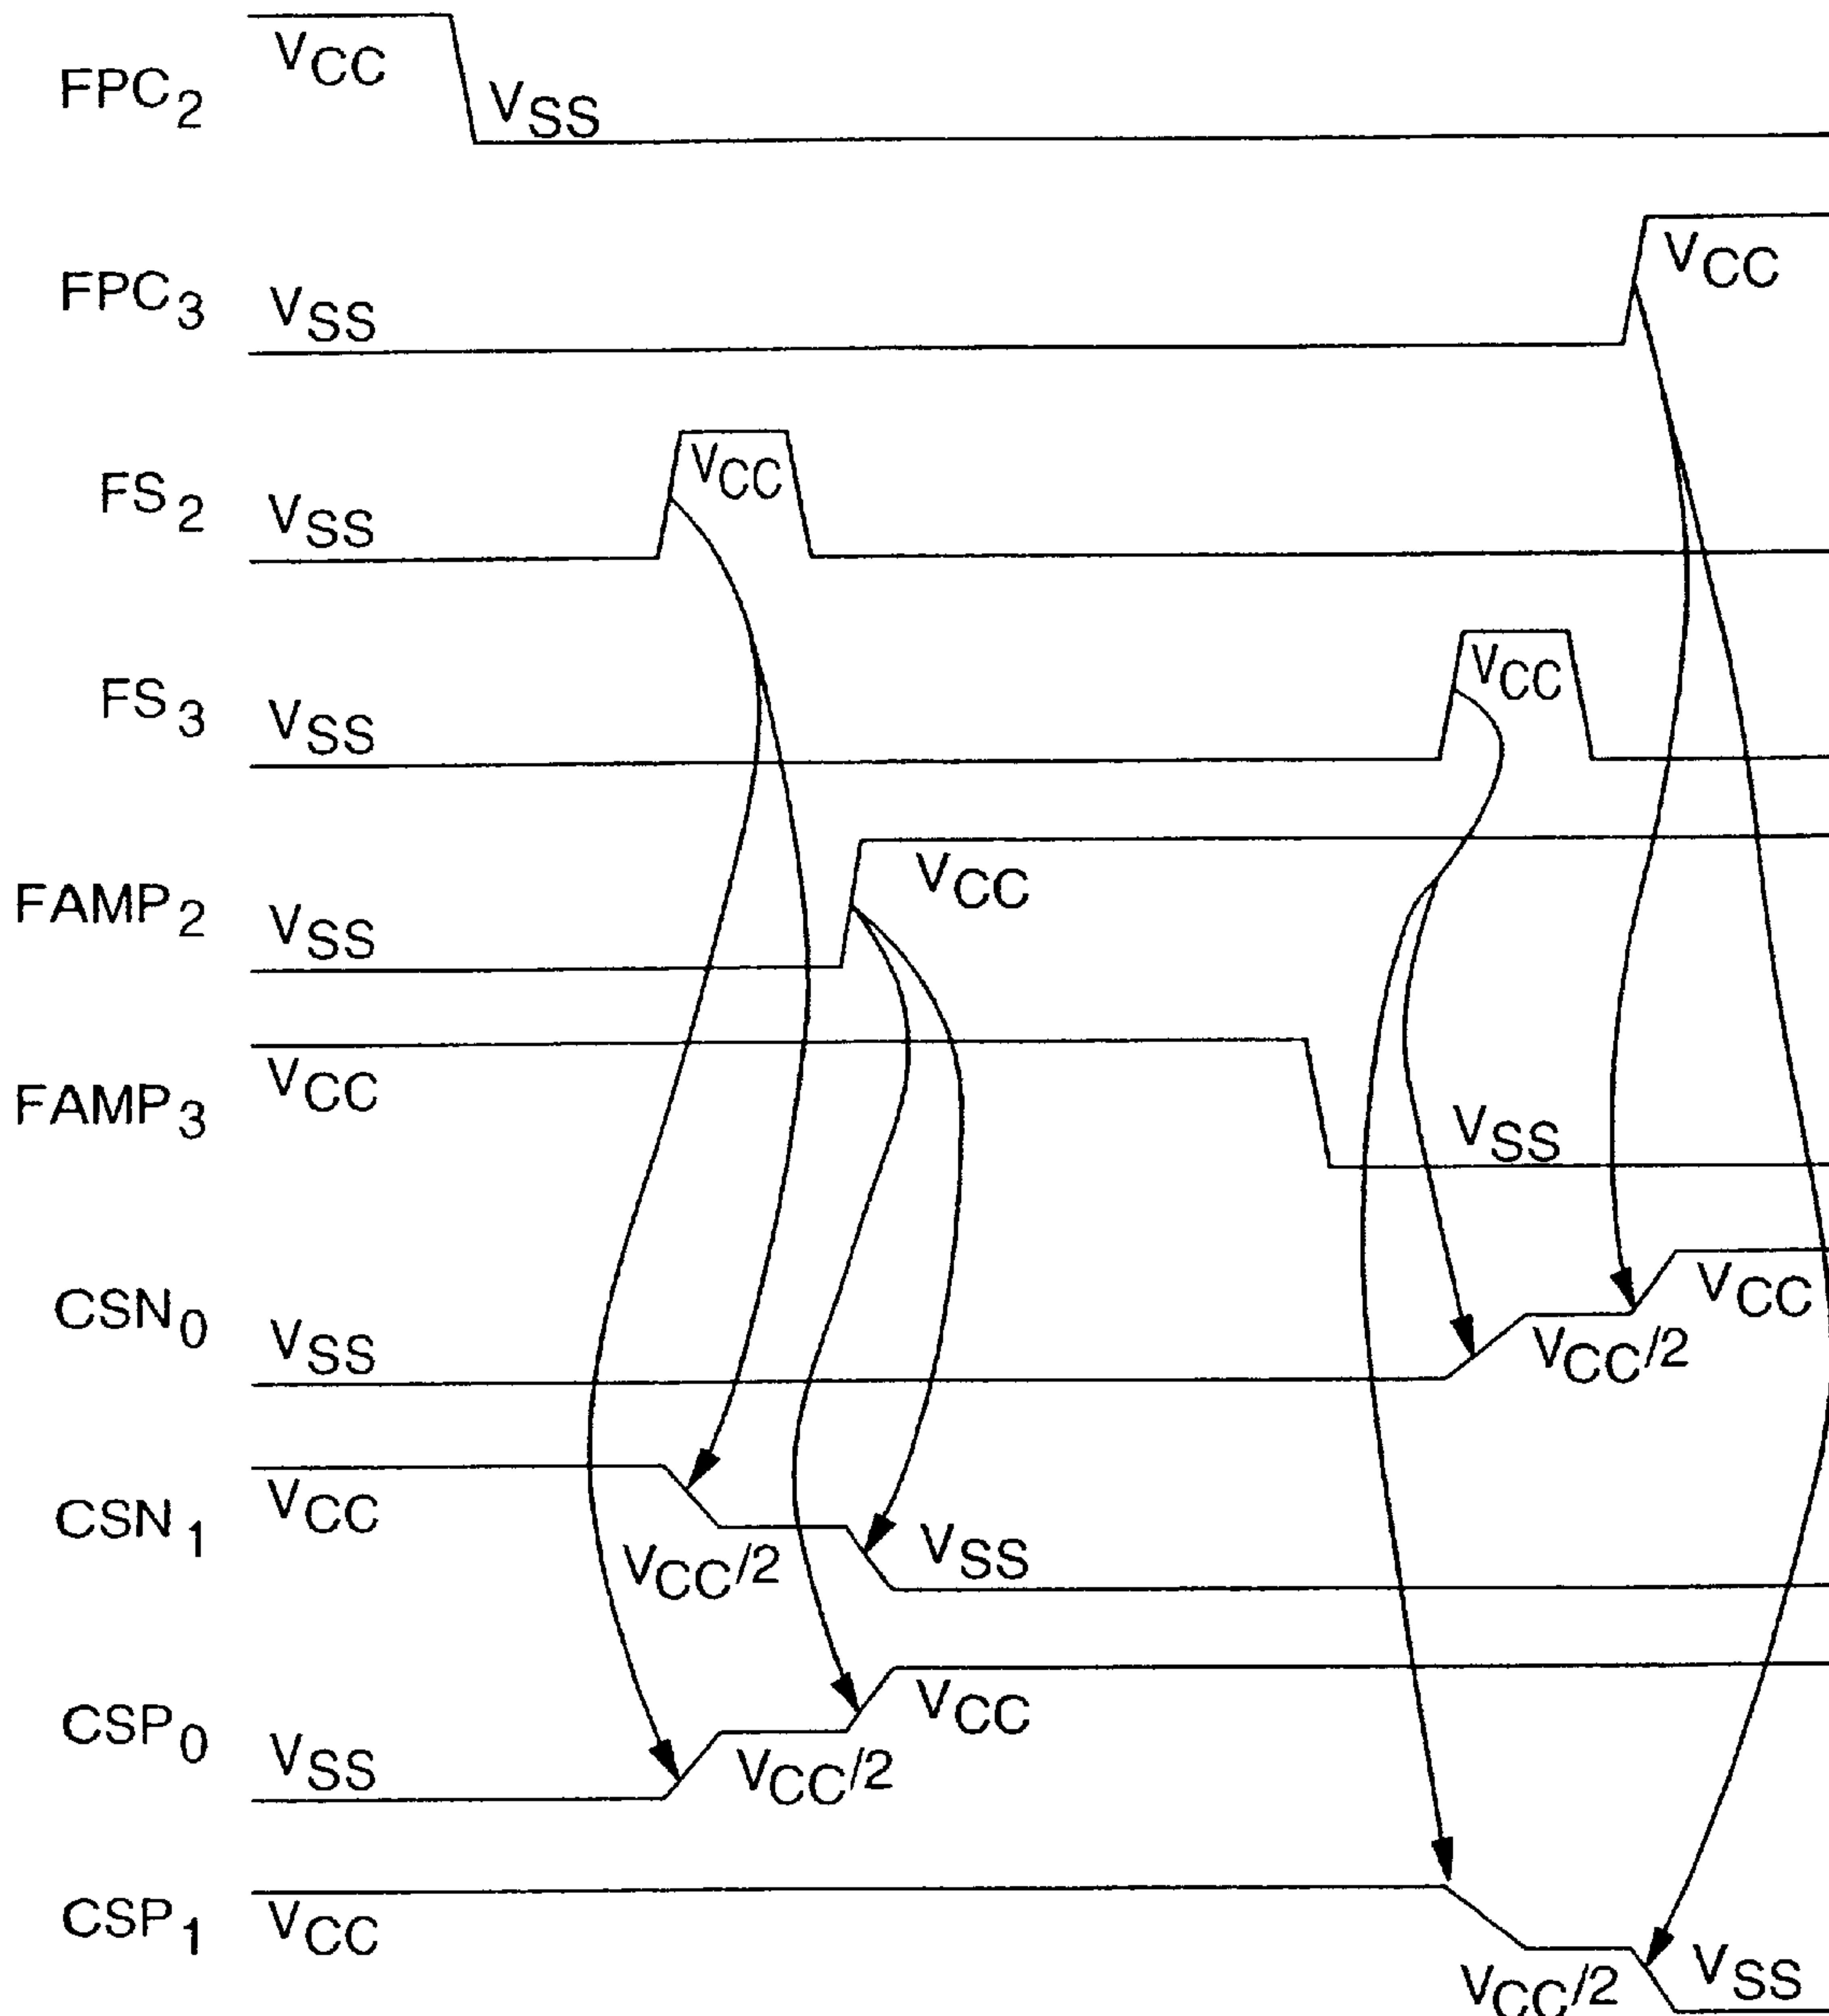 FPC2 VCC VSS
FPC3 VSS VCC
FS2 VSS VCC
FS3 VSS VCC
FAMP2 VSS VCC
FAMP3 VCC VSS
CSN0 VSS VCC/2 VCC
CSN1 VCC VCC/2 VSS
CSP0 VSS VCC/2 VCC
CSP1 VCC VCC/2 VSS